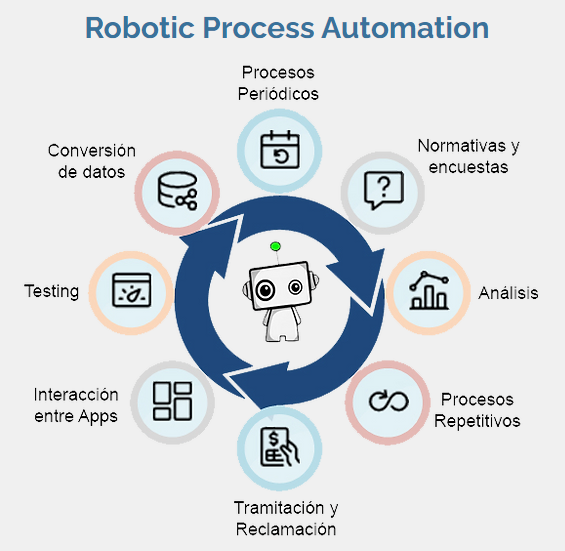 Robotic Process Automation
Procesos
Periódicos
Normativas y
encuestas
Análisis
Procesos
Repetitivos
Tramitación y
Reclamación
Interacción
entre Apps
Testing
Conversión
de datos
?
$